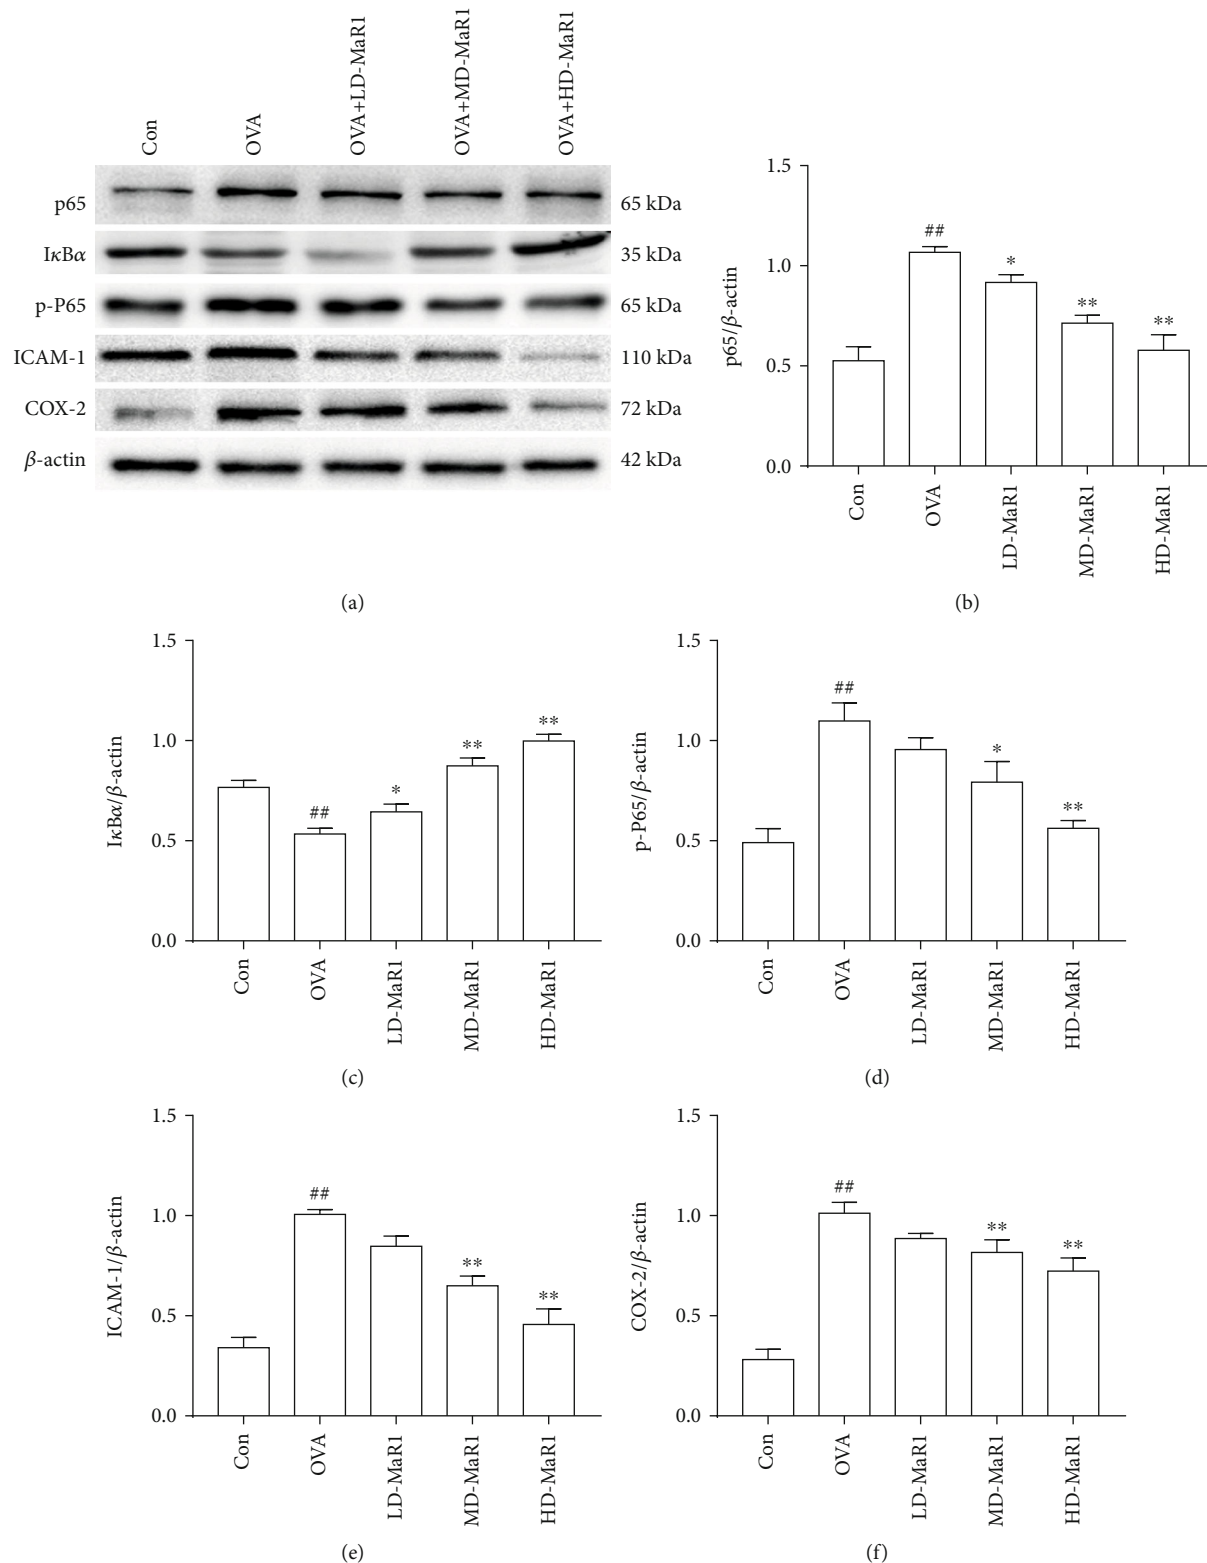 Con
OVA
OVA+LD-MaR1
OVA+MD-MaR1
OVA+HD-MaR1
p65
65 kDa
IκBα
35 kDa
p-P65
65 kDa
ICAM-1
110 kDa
COX-2
72 kDa
β-actin
42 kDa
(a)
p65/β-actin
1.5
1.0
0.5
0.0
##
*
**
**
Con
OVA
LD-MaR1
MD-MaR1
HD-MaR1
(b)
IκBα/β-actin
1.5
1.0
0.5
0.0
##
*
**
**
Con
OVA
LD-MaR1
MD-MaR1
HD-MaR1
(c)
p-P65/β-actin
1.5
1.0
0.5
0.0
##
*
**
Con
OVA
LD-MaR1
MD-MaR1
HD-MaR1
(d)
ICAM-1/β-actin
1.5
1.0
0.5
0.0
##
**
**
Con
OVA
LD-MaR1
MD-MaR1
HD-MaR1
(e)
COX-2/β-actin
1.5
1.0
0.5
0.0
##
**
**
Con
OVA
LD-MaR1
MD-MaR1
HD-MaR1
(f)